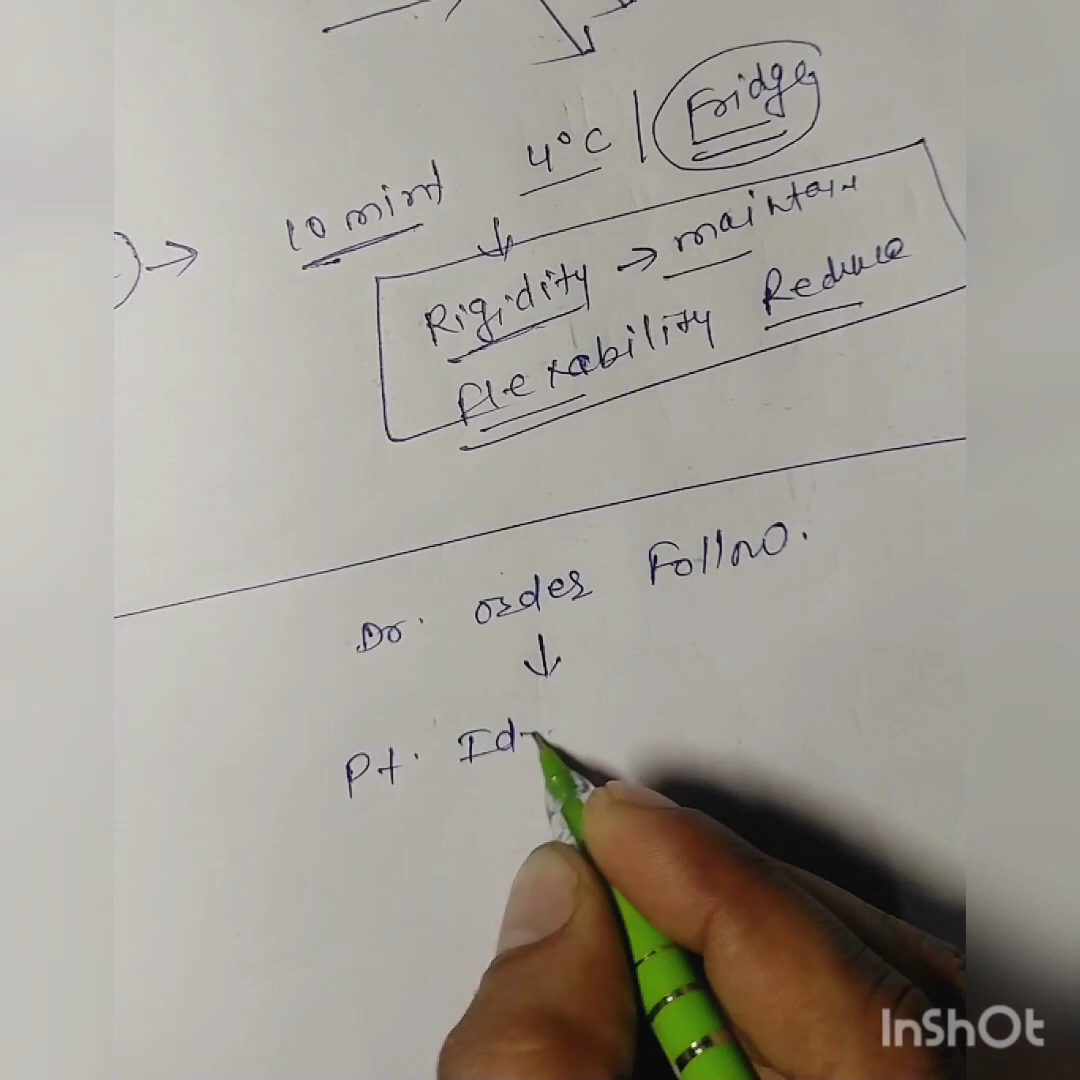 4°C | Fridge
10 mint
Rigidity → maintain
flexability Reduce
Dr. order Follow.
↓
Pt. Id
InShOt